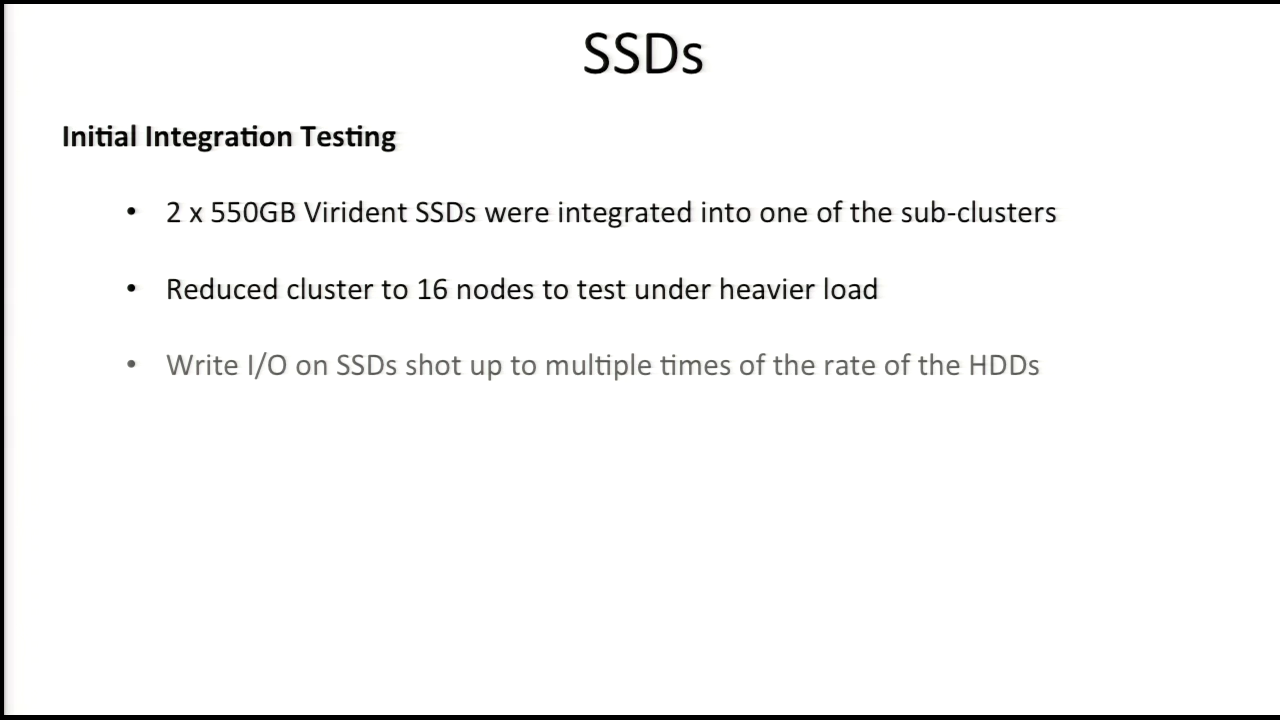 SSDs
Initial Integration Testing
• 2 x 550GB Virident SSDs were integrated into one of the sub-clusters
• Reduced cluster to 16 nodes to test under heavier load
• Write I/O on SSDs shot up to multiple times of the rate of the HDDs